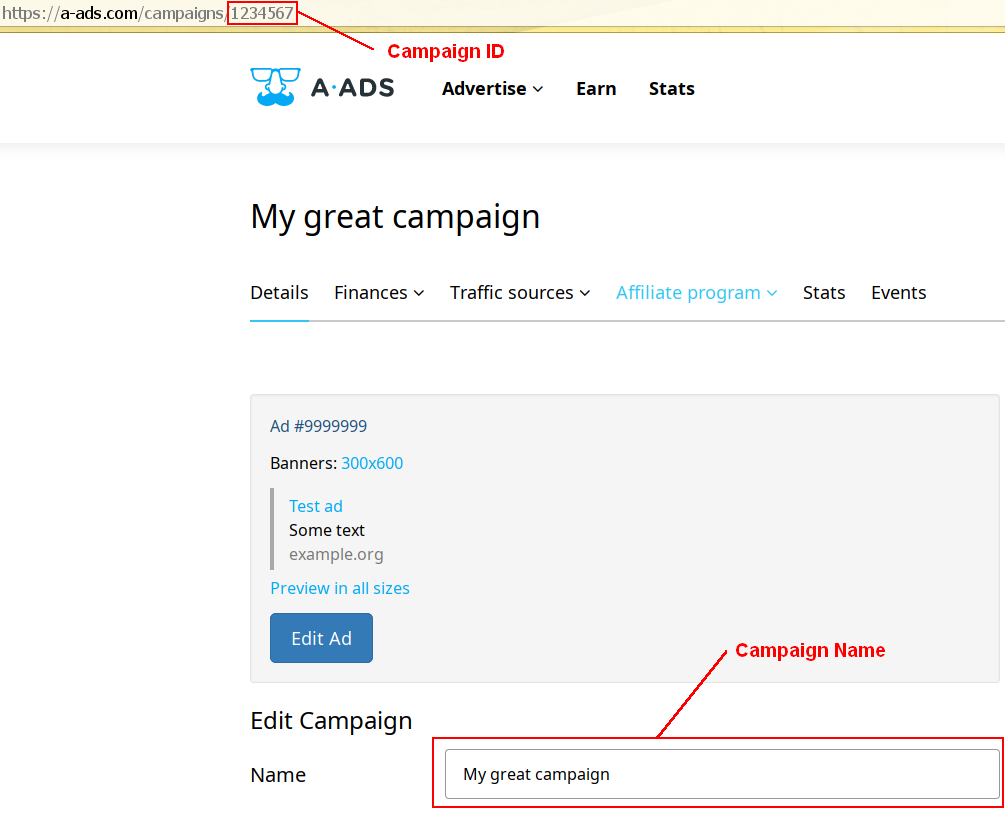 https://a-ads.com/campaigns/1234567
Campaign ID
A·ADS Advertise Earn Stats
My great campaign
Details Finances Traffic sources Affiliate program Stats Events
Ad #9999999
Banners: 300x600
Test ad
Some text
example.org
Preview in all sizes
Edit Ad
Campaign Name
Edit Campaign
Name My great campaign